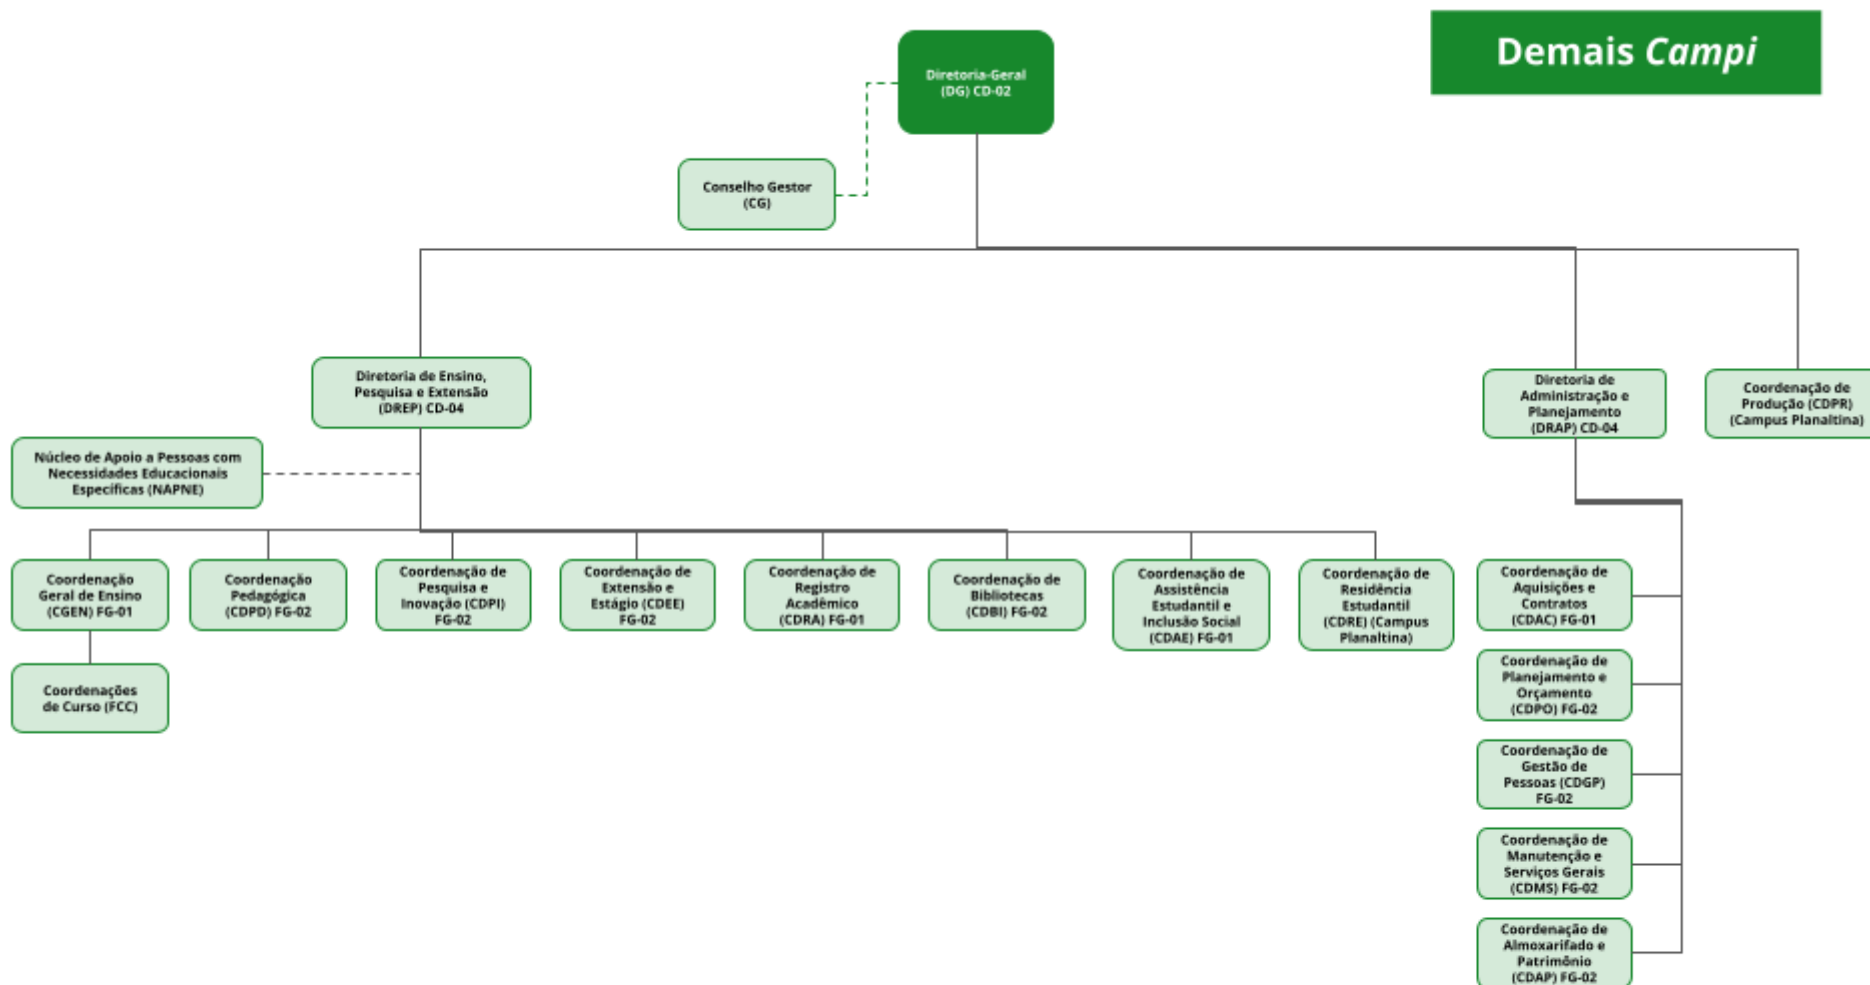 Demais Campi
Diretoria-Geral
(DG) CD-02
Conselho Gestor
(CG)
Diretoria de Ensino,
Pesquisa e Extensão
(DREP) CD-04
Diretoria de
Administração e
Planejamento
(DRAP) CD-04
Coordenação de
Produção (CDPR)
(Campus Planaltina)
Núcleo de Apoio a Pessoas com
Necessidades Educacionais
Específicas (NAPNE)
Coordenação
Geral de Ensino
(CGEN) FG-01
Coordenação
Pedagógica
(CDPD) FG-02
Coordenação de
Pesquisa e
Inovação (CDPI)
FG-02
Coordenação de
Extensão e
Estágio (CDEE)
FG-02
Coordenação de
Registro
Acadêmico
(CDRA) FG-01
Coordenação de
Bibliotecas
(CDBI) FG-02
Coordenação de
Assistência
Estudantil e
Inclusão Social
(CDAE) FG-01
Coordenação de
Residência
Estudantil
(CDRE) (Campus
Planaltina)
Coordenação de
Aquisições e
Contratos
(CDAC) FG-01
Coordenações
de Curso (FCC)
Coordenação de
Planejamento e
Orçamento
(CDPO) FG-02
Coordenação de
Gestão de
Pessoas (CDGP)
FG-02
Coordenação de
Manutenção e
Serviços Gerais
(CDMS) FG-02
Coordenação de
Almoxarifado e
Patrimônio
(CDAP) FG-02